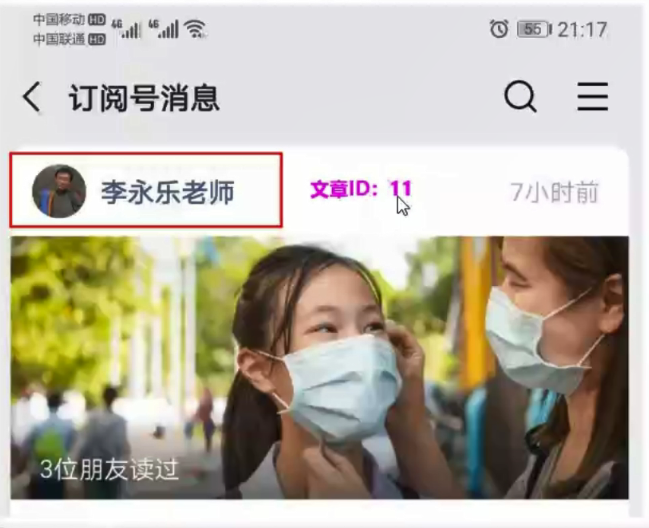 中国移动 HD 46 46
中国联通 HD
55 21:17
订阅号消息
李永乐老师 文章ID：11 7小时前
3位朋友读过